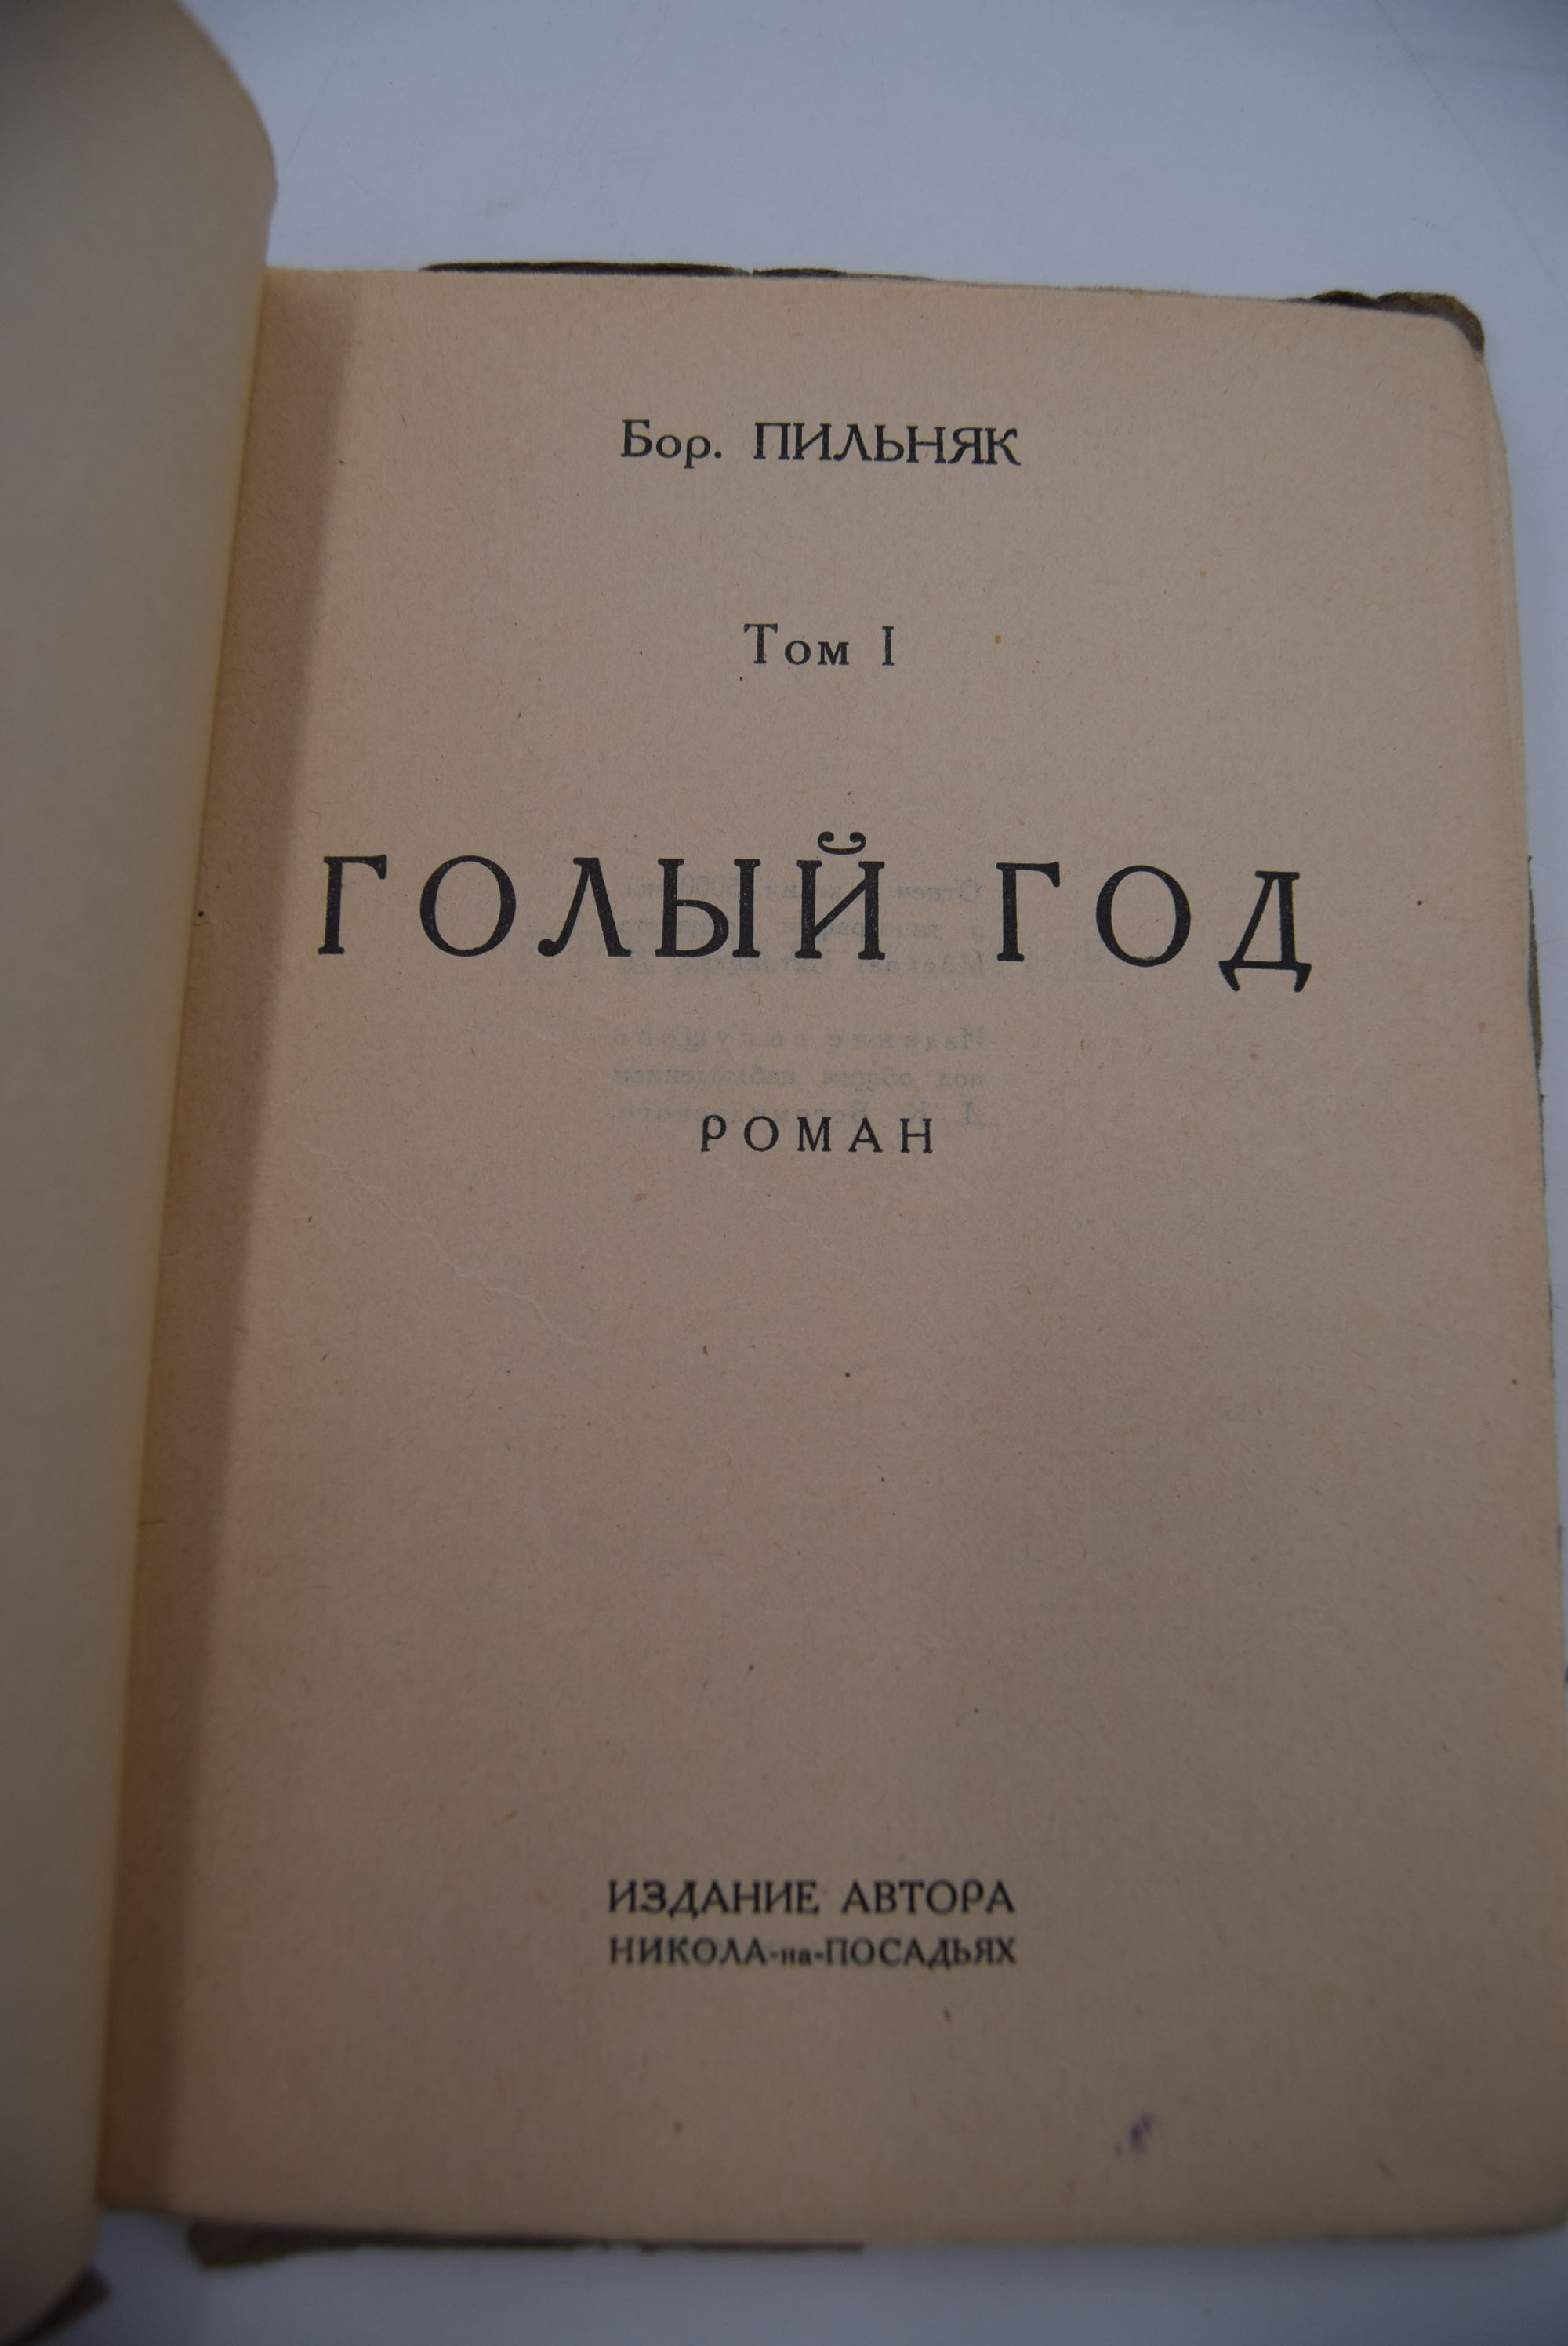 Бор. ПИЛЬНЯК
Том I
ГОЛЫЙ ГОД
РОМАН
ИЗДАНИЕ АВТОРА
НИКОЛА-на-ПОСАДЬЯХ